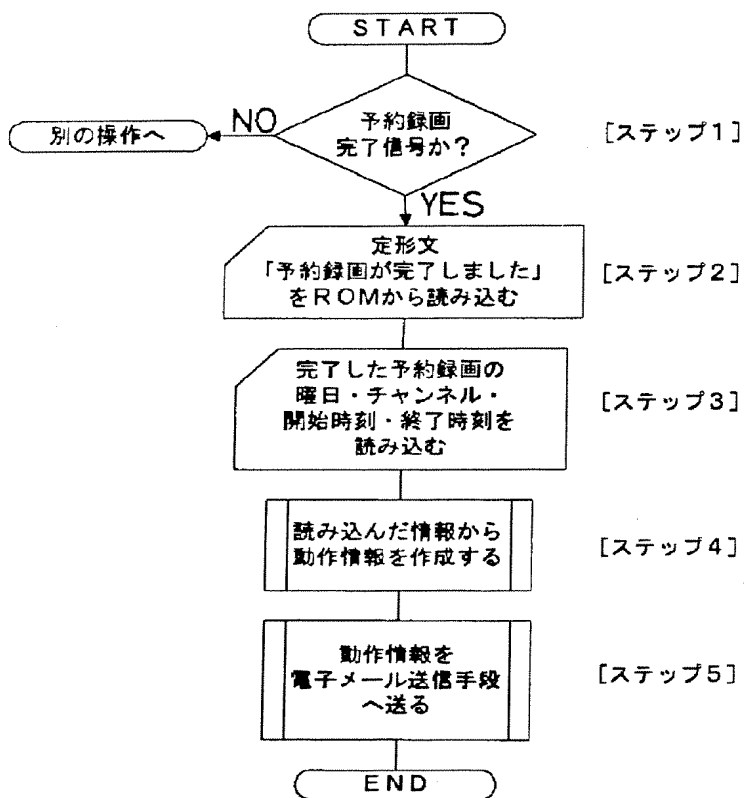 START
予約録画
完了信号か？
[ステップ1]
NO
別の操作へ
YES
定形文
「予約録画が完了しました」
をROMから読み込む
[ステップ2]
完了した予約録画の
曜日・チャンネル・
開始時刻・終了時刻を
読み込む
[ステップ3]
読み込んだ情報から
動作情報を作成する
[ステップ4]
動作情報を
電子メール送信手段
へ送る
[ステップ5]
END